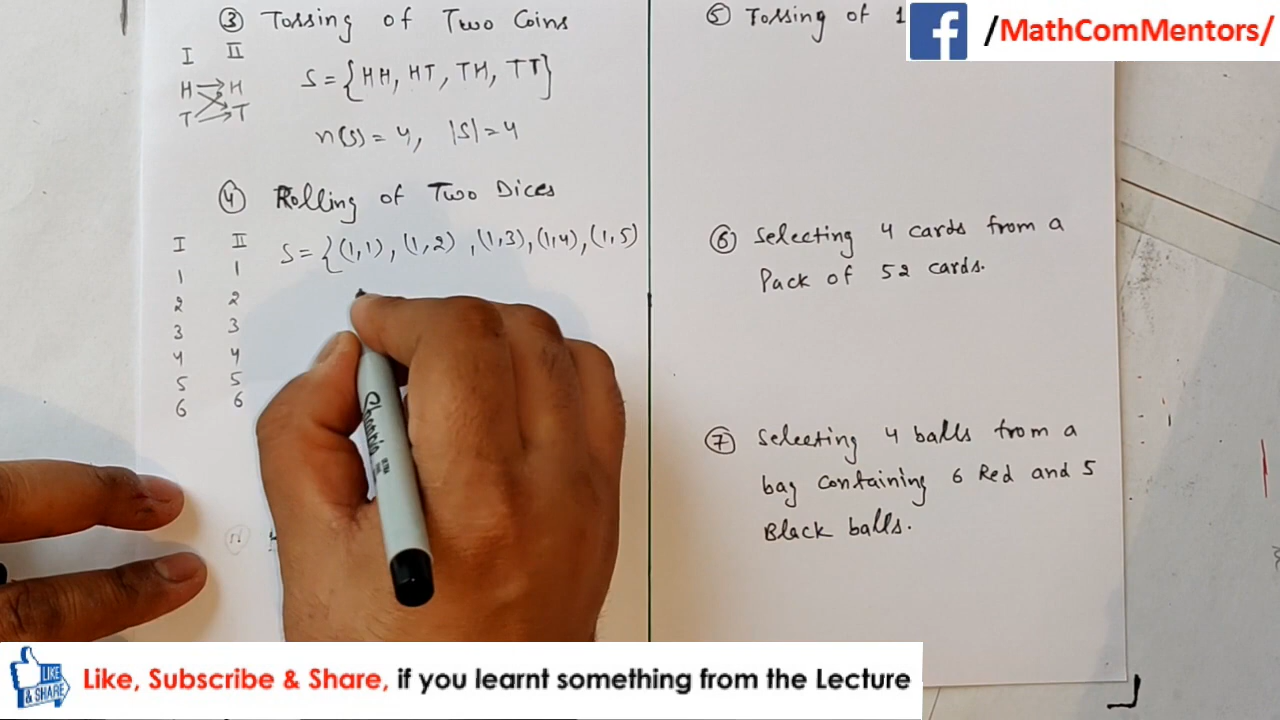 ③ Tossing of Two Coins
I II
H H
T T
S = {HH, HT, TH, TT}
n(S) = 4, |S| = 4
④ Rolling of Two Dices
I II
1 1
2 2
3 3
4 4
5 5
6 6
S = {(1,1), (1,2), (1,3), (1,4), (1,5)
⑤ Tossing of 1
/MathComMentors/
⑥ Selecting 4 cards from a
Pack of 52 cards.
⑦ Selecting 4 balls from a
bag containing 6 Red and 5
Black balls.
Sharpie
LIKE
& SHARE
Like, Subscribe & Share, if you learnt something from the Lecture